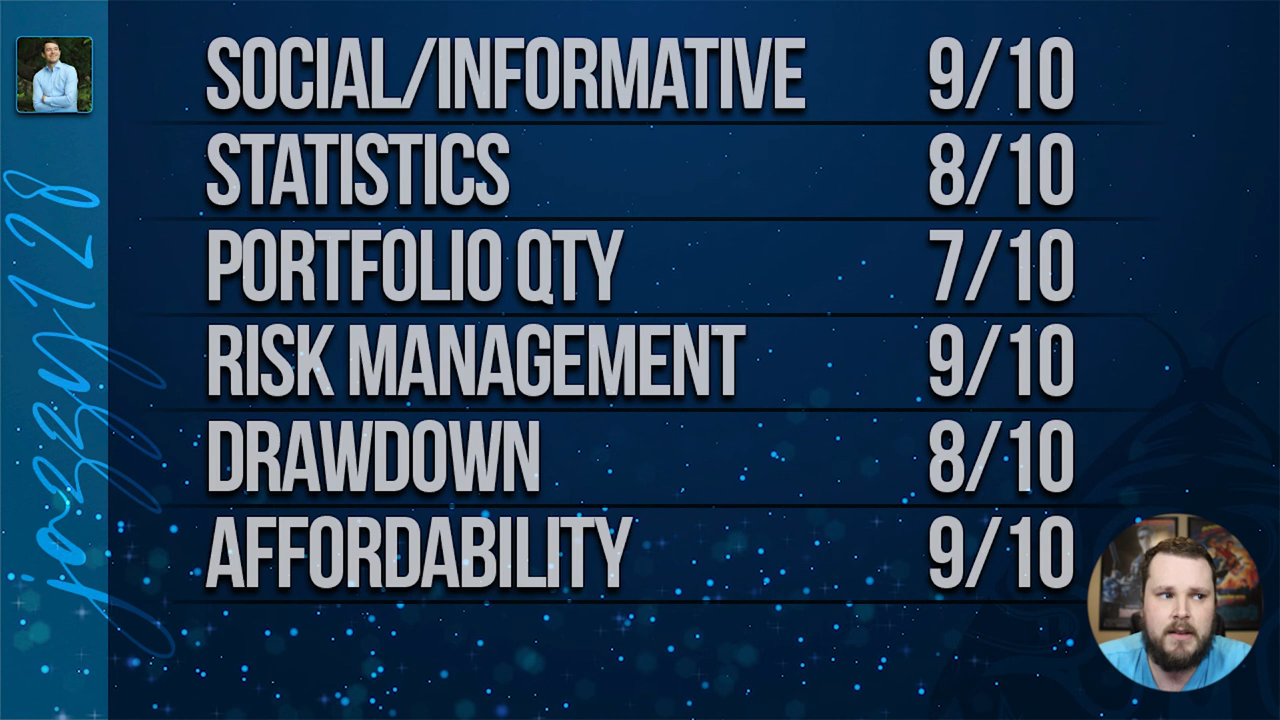 SOCIAL/INFORMATIVE 9/10
STATISTICS 8/10
PORTFOLIO QTY 7/10
RISK MANAGEMENT 9/10
DRAWDOWN 8/10
AFFORDABILITY 9/10
jazzy128